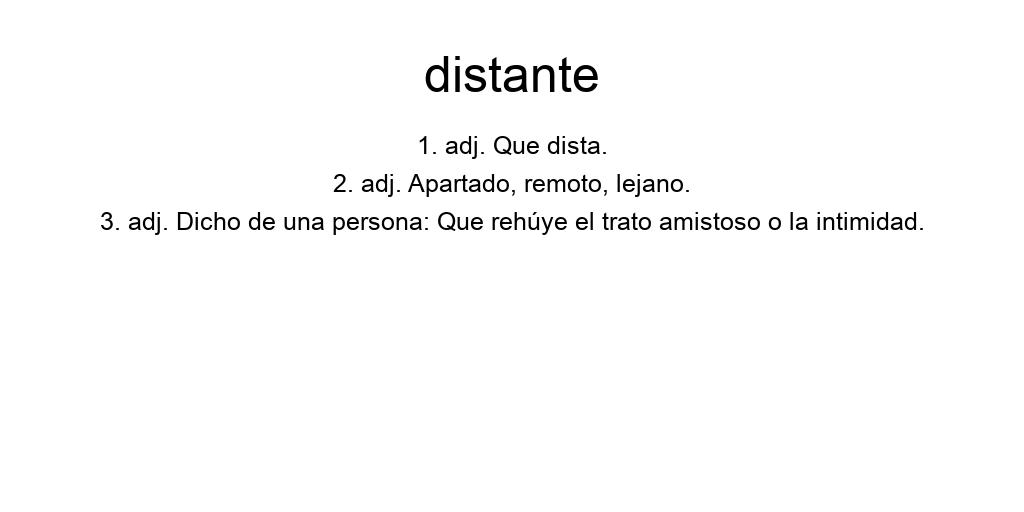 distante
1. adj. Que dista.
2. adj. Apartado, remoto, lejano.
3. adj. Dicho de una persona: Que rehúye el trato amistoso o la intimidad.